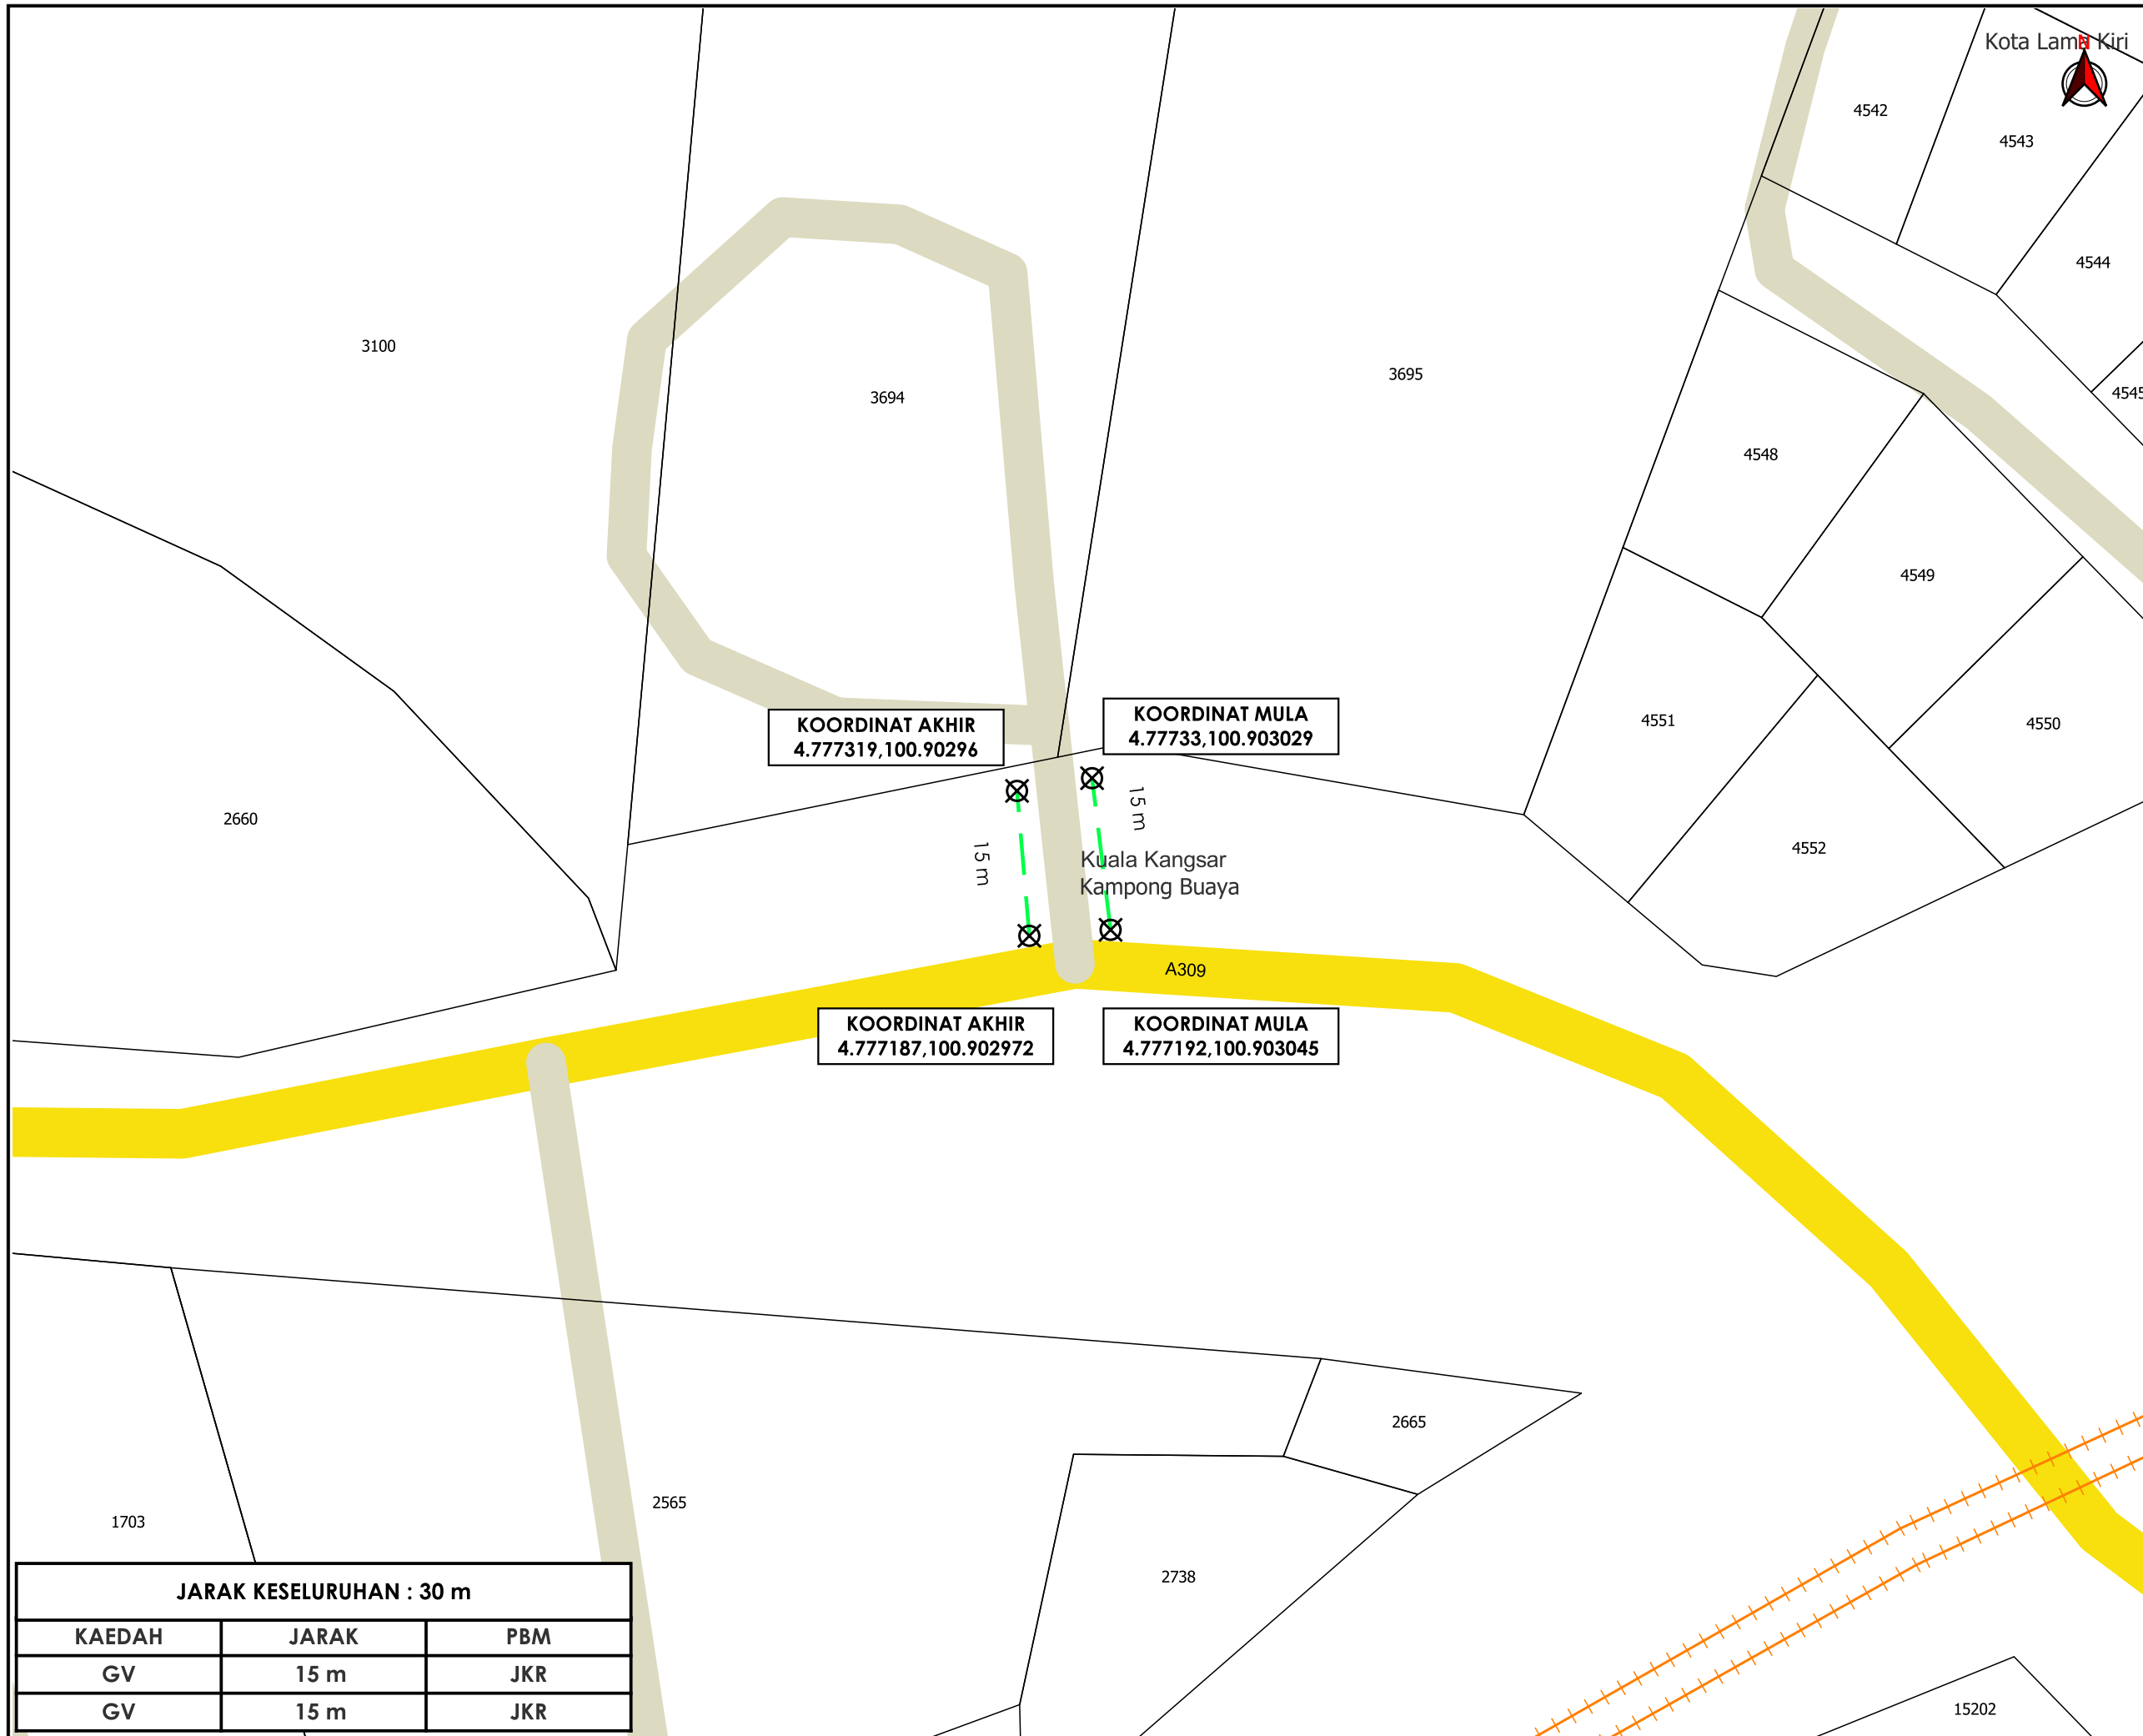 Kota Lama Kiri
N
4542
4543
4544
4545
3100
3694
3695
4548
4549
4550
4551
4552
2660
KOORDINAT AKHIR
4.777319,100.90296
KOORDINAT MULA
4.77733,100.903029
15 m
15 m
Kuala Kangsar
Kampong Buaya
A309
KOORDINAT AKHIR
4.777187,100.902972
KOORDINAT MULA
4.777192,100.903045
2665
2565
1703
2738
15202
JARAK KESELURUHAN : 30 m
KAEDAH JARAK PBM
GV 15 m JKR
GV 15 m JKR